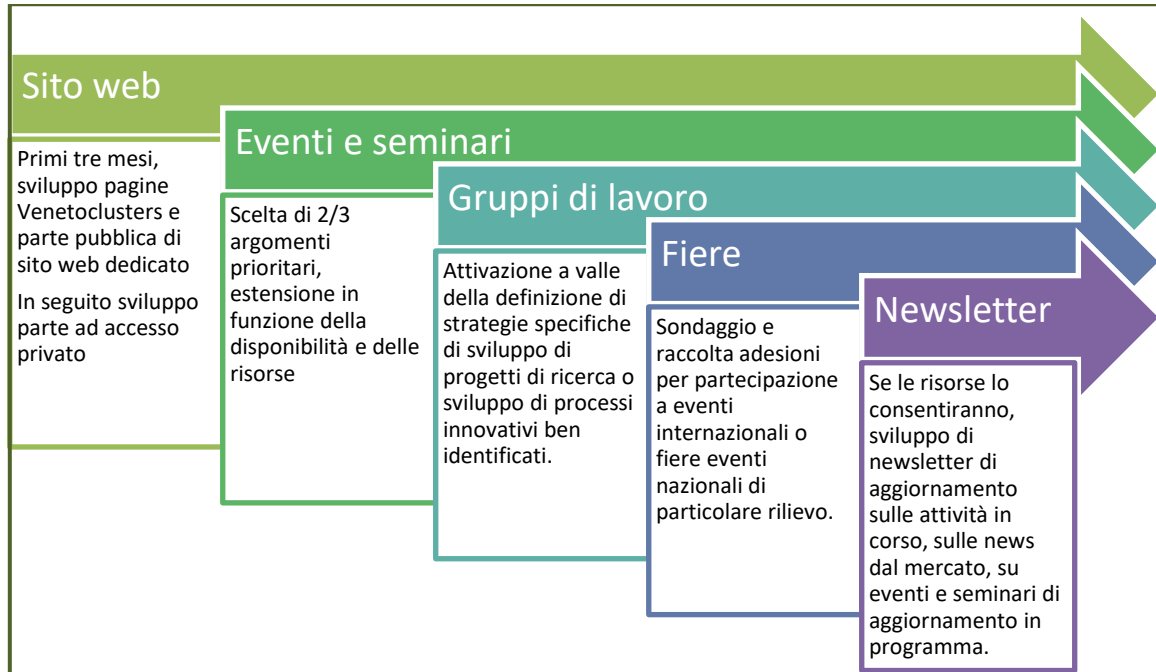 Sito web
Primi tre mesi,
sviluppo pagine
Venetoclusters e
parte pubblica di
sito web dedicato
In seguito sviluppo
parte ad accesso
privato
Eventi e seminari
Scelta di 2/3
argomenti
prioritari,
estensione in
funzione della
disponibilità e delle
risorse
Gruppi di lavoro
Attivazione a valle
della definizione di
strategie specifiche
di sviluppo di
progetti di ricerca o
sviluppo di processi
innovativi ben
identificati.
Fiere
Sondaggio e
raccolta adesioni
per partecipazione
a eventi
internazionali o
fiere eventi
nazionali di
particolare rilievo.
Newsletter
Se le risorse lo
consentiranno,
sviluppo di
newsletter di
aggiornamento
sulle attività in
corso, sulle news
dal mercato, su
eventi e seminari di
aggiornamento in
programma.